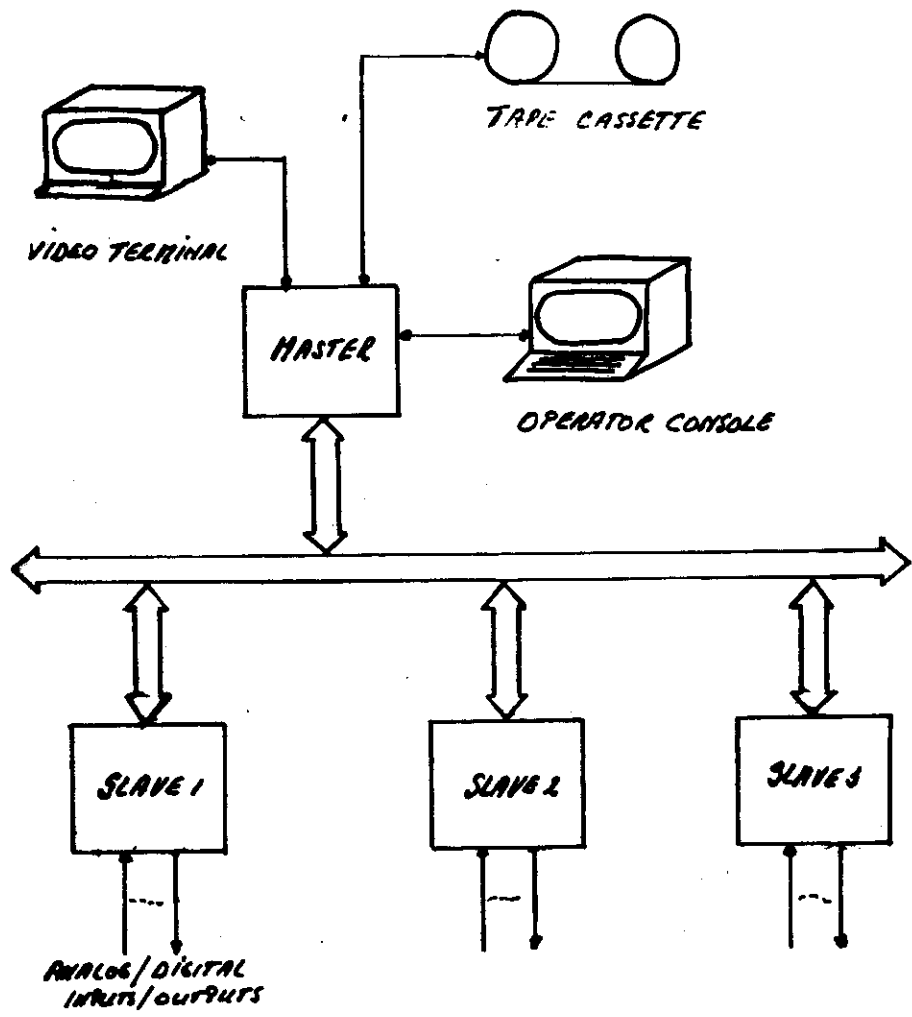 TAPE CASSETTE
VIDEO TERMINAL
MASTER
OPERATOR CONSOLE
SLAVE 1
SLAVE 2
SLAVE 3
ANALOG/DIGITAL
INPUTS/OUTPUTS